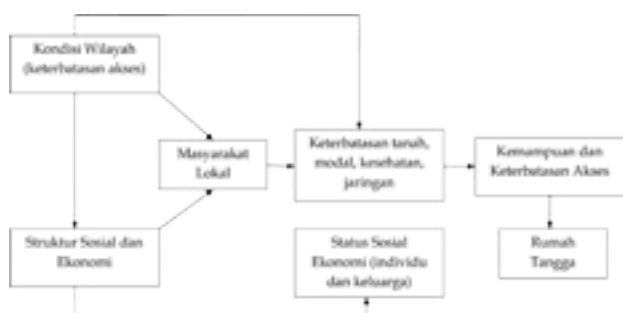 Kondisi Wilayah
(keterbatasan akses)
Masyarakat
Lokal
Keterbatasan tanah,
modal, kesehatan,
jaringan
Kemampuan dan
Keterbatasan Akses
Struktur Sosial dan
Ekonomi
Status Sosial
Ekonomi (individu
dan keluarga)
Rumah
Tangga